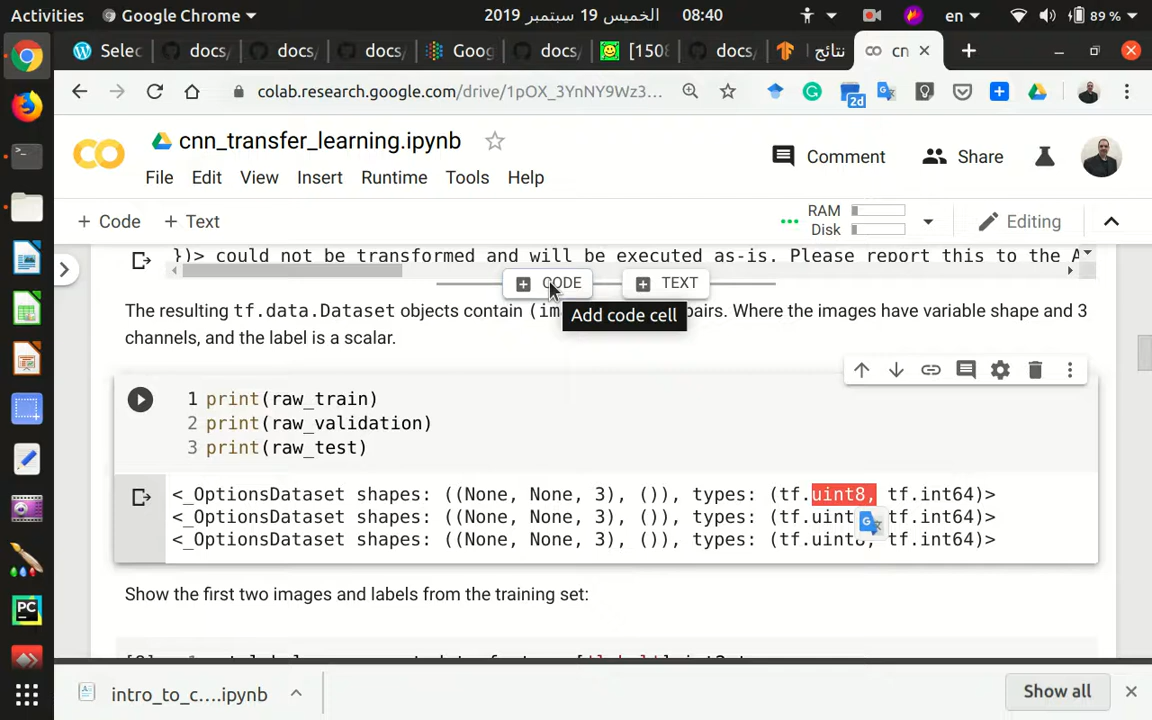 Activities
Google Chrome
الخميس 19 سبتمبر 2019 08:40
en
89 %
Selec
docs/
docs/
docs/
Goog
docs/
[1508
docs/
نتائج
cn
colab.research.google.com/drive/1pOX_3YnNY9Wz3...
2d
cnn_transfer_learning.ipynb
Comment
Share
File Edit View Insert Runtime Tools Help
+ Code + Text
RAM
Disk
Editing
})> could not be transformed and will be executed as-is. Please report this to the A
CODE
TEXT
Add code cell
The resulting tf.data.Dataset objects contain (im pairs. Where the images have variable shape and 3
channels, and the label is a scalar.
1 print(raw_train)
2 print(raw_validation)
3 print(raw_test)
<_OptionsDataset shapes: ((None, None, 3), ()), types: (tf.uint8, tf.int64)>
<_OptionsDataset shapes: ((None, None, 3), ()), types: (tf.uint tf.int64)>
<_OptionsDataset shapes: ((None, None, 3), ()), types: (tf.uint8, tf.int64)>
Show the first two images and labels from the training set:
PC
intro_to_c....ipynb
Show all